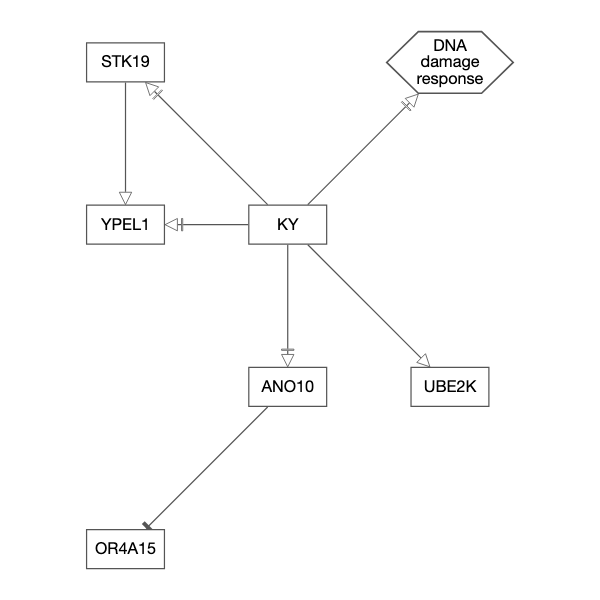 STK19
DNA
damage
response
YPEL1
KY
ANO10
UBE2K
OR4A15